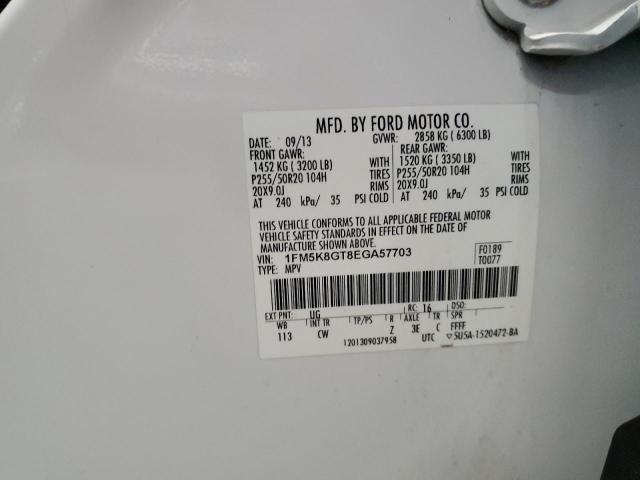 MFD. BY FORD MOTOR CO.
DATE: 09/13 GVWR: 2858 KG ( 6300 LB)
FRONT GAWR: REAR GAWR:
1452 KG ( 3200 LB) WITH 1520 KG ( 3350 LB) WITH
P255/50R20 104H TIRES P255/50R20 104H TIRES
20X9.0J RIMS 20X9.0J RIMS
AT 240 kPa/ 35 PSI COLD AT 240 kPa/ 35 PSI COLD
THIS VEHICLE CONFORMS TO ALL APPLICABLE FEDERAL MOTOR
VEHICLE SAFETY STANDARDS IN EFFECT ON THE DATE OF
MANUFACTURE SHOWN ABOVE.
VIN: 1FM5K8GT8EGA57703 F0189
TYPE: MPV T0077
EXT PNT: UG RC: 16 DSO:
WB INT TR TP/PS R AXLE TR SPR
113 CW Z 3E C FFFF
1201309037958 UTC ▽5U5A-1520472-BA